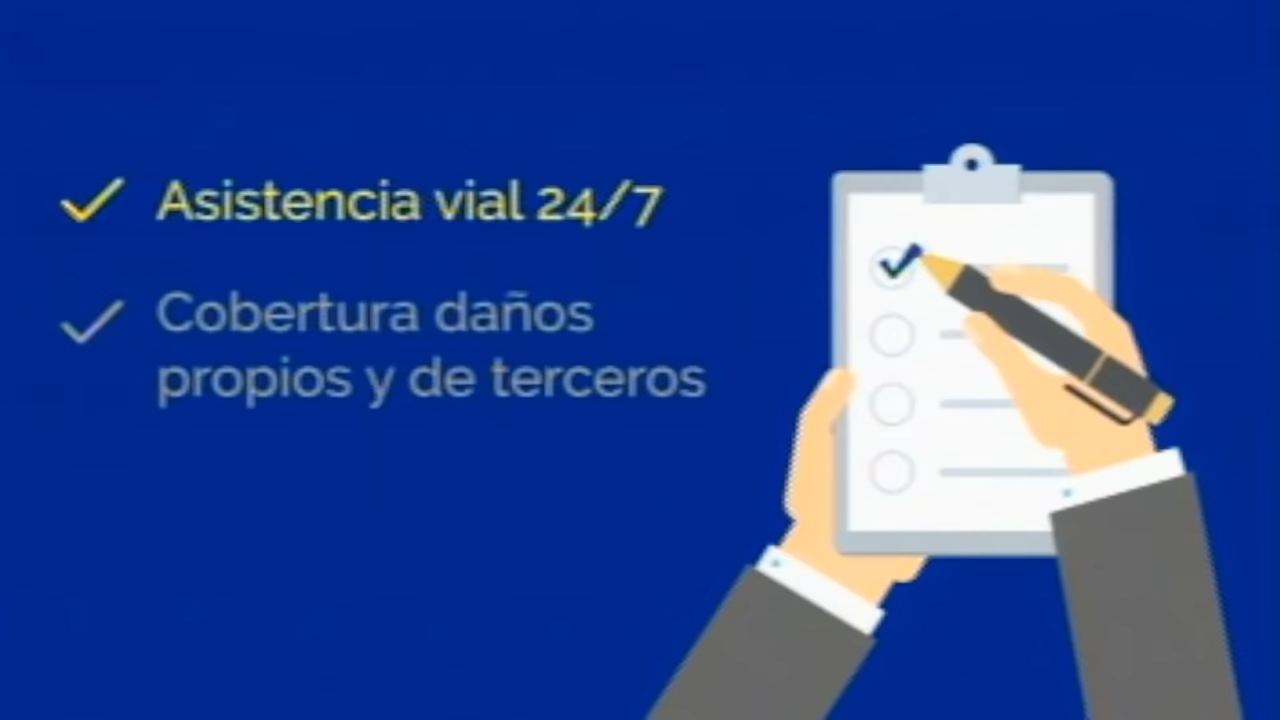 Asistencia vial 24/7
Cobertura daños
propios y de terceros